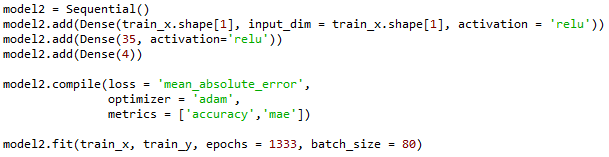 model2 = Sequential()
model2.add(Dense(train_x.shape[1], input_dim = train_x.shape[1], activation = 'relu'))
model2.add(Dense(35, activation='relu'))
model2.add(Dense(4))
model2.compile(loss = 'mean_absolute_error',
optimizer = 'adam',
metrics = ['accuracy','mae'])
model2.fit(train_x, train_y, epochs = 1333, batch_size = 80)